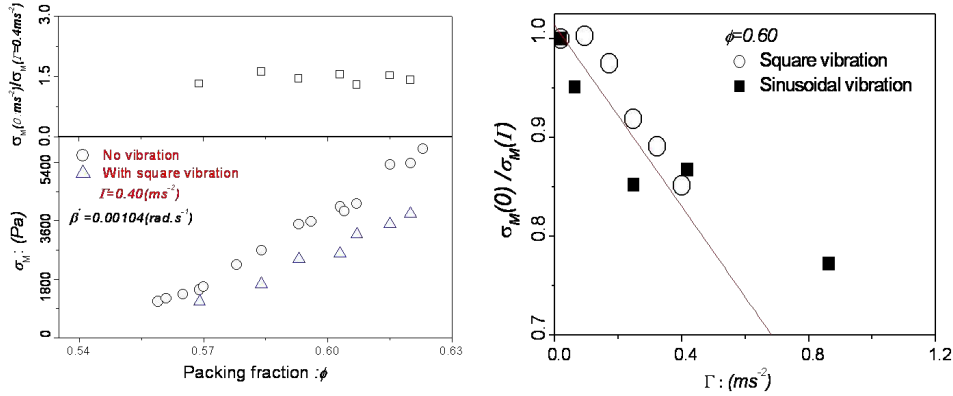 σM(0 ms⁻²)/σM(Γ=0.4ms⁻²)
3.0
1.5
0.0
No vibration
With square vibration
Γ=0.40(ms⁻²)
β˙=0.00104(rad.s⁻¹)
σM: (Pa)
5400
3600
1800
0
0.54
0.57
0.60
0.63
Packing fraction :ϕ
σM(0) /σM(Γ)
1.0
0.9
0.8
0.7
ϕ=0.60
Square vibration
Sinusoidal vibration
0.0
0.4
0.8
1.2
Γ : (ms⁻²)